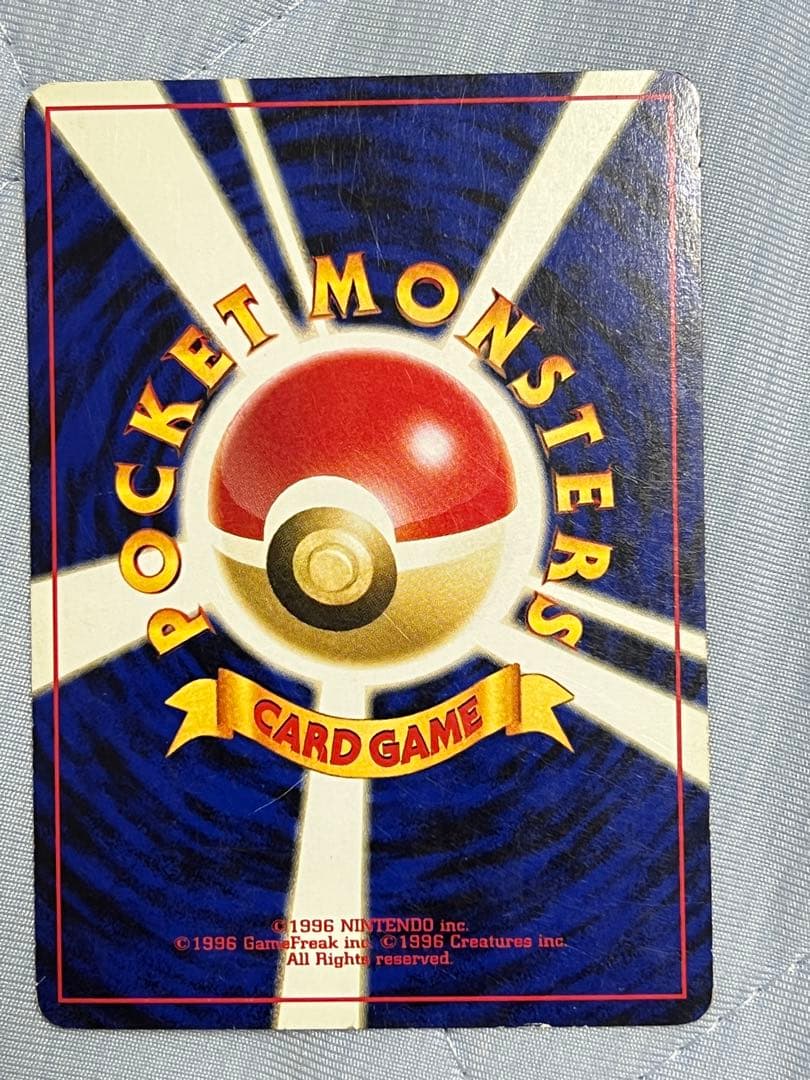 POCKET MONSTERS
CARD GAME
©1996 NINTENDO inc.
©1996 GameFreak inc. ©1996 Creatures inc.
All Rights reserved.